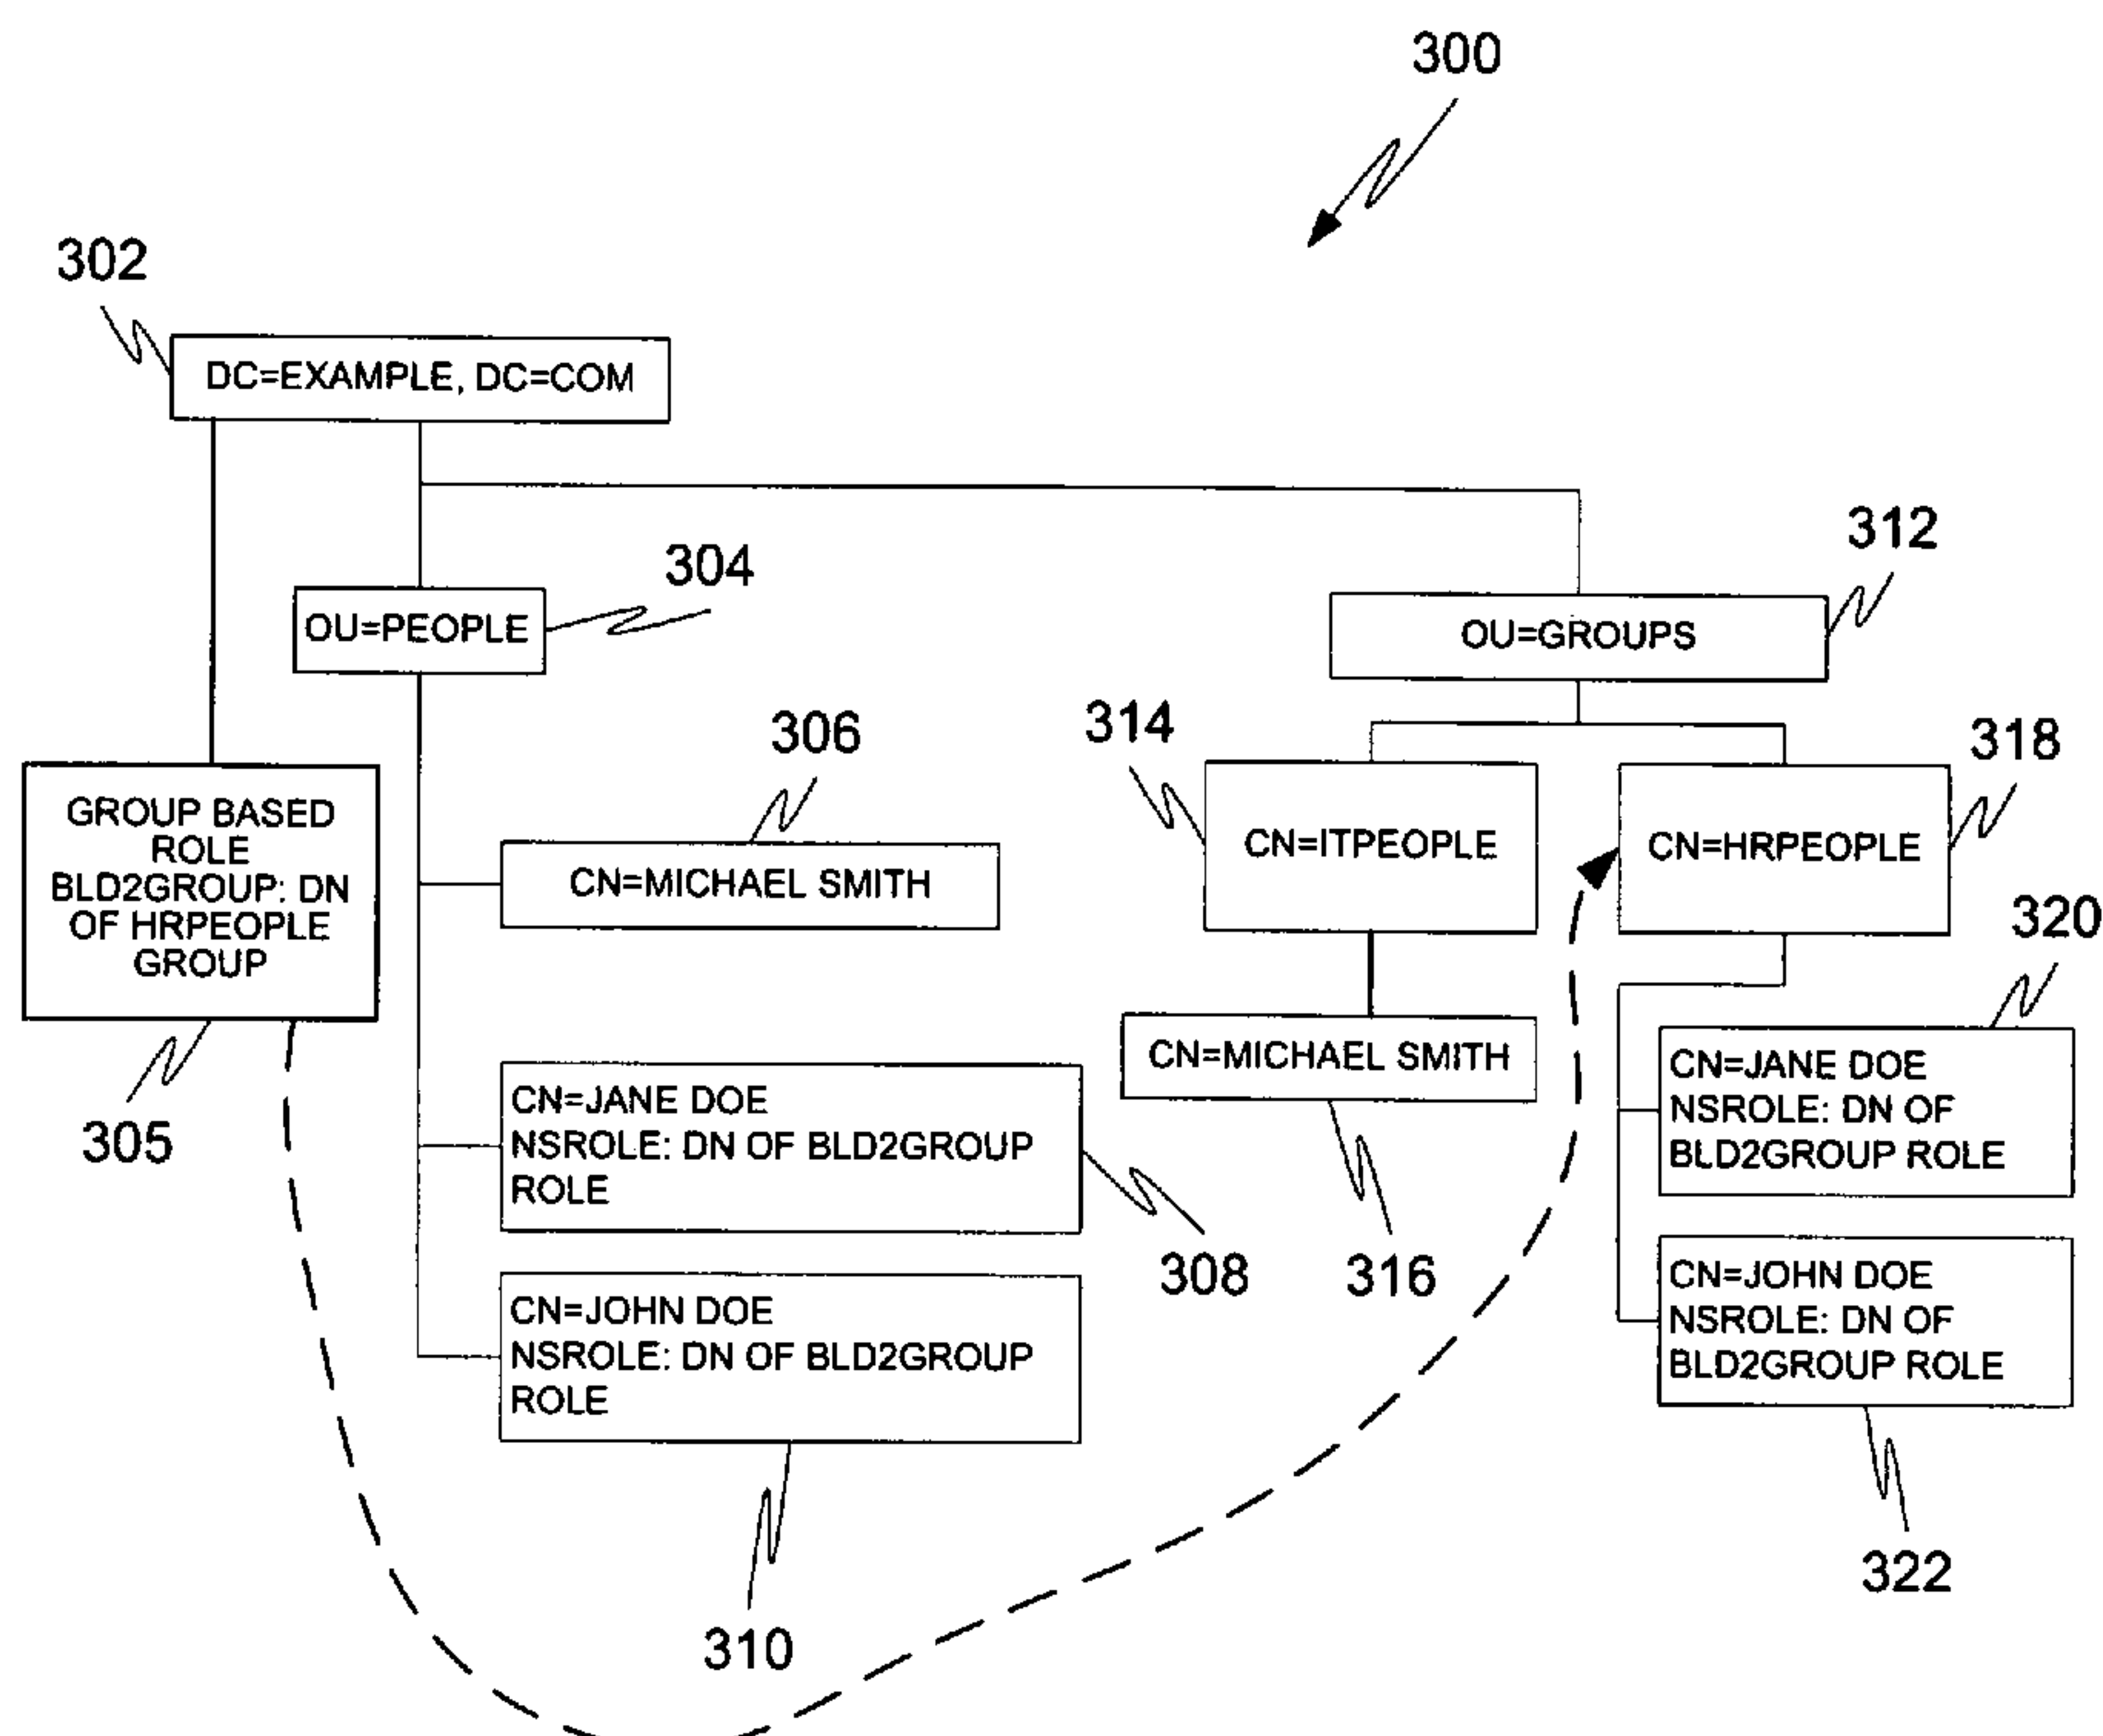 300
302
DC=EXAMPLE, DC=COM
304
OU=PEOPLE
312
OU=GROUPS
305
GROUP BASED
ROLE
BLD2GROUP: DN
OF HRPEOPLE
GROUP
306
CN=MICHAEL SMITH
CN=JANE DOE
NSROLE: DN OF BLD2GROUP
ROLE
308
CN=JOHN DOE
NSROLE: DN OF BLD2GROUP
ROLE
310
314
CN=ITPEOPLE
CN=MICHAEL SMITH
316
318
CN=HRPEOPLE
320
CN=JANE DOE
NSROLE: DN OF
BLD2GROUP ROLE
CN=JOHN DOE
NSROLE: DN OF
BLD2GROUP ROLE
322